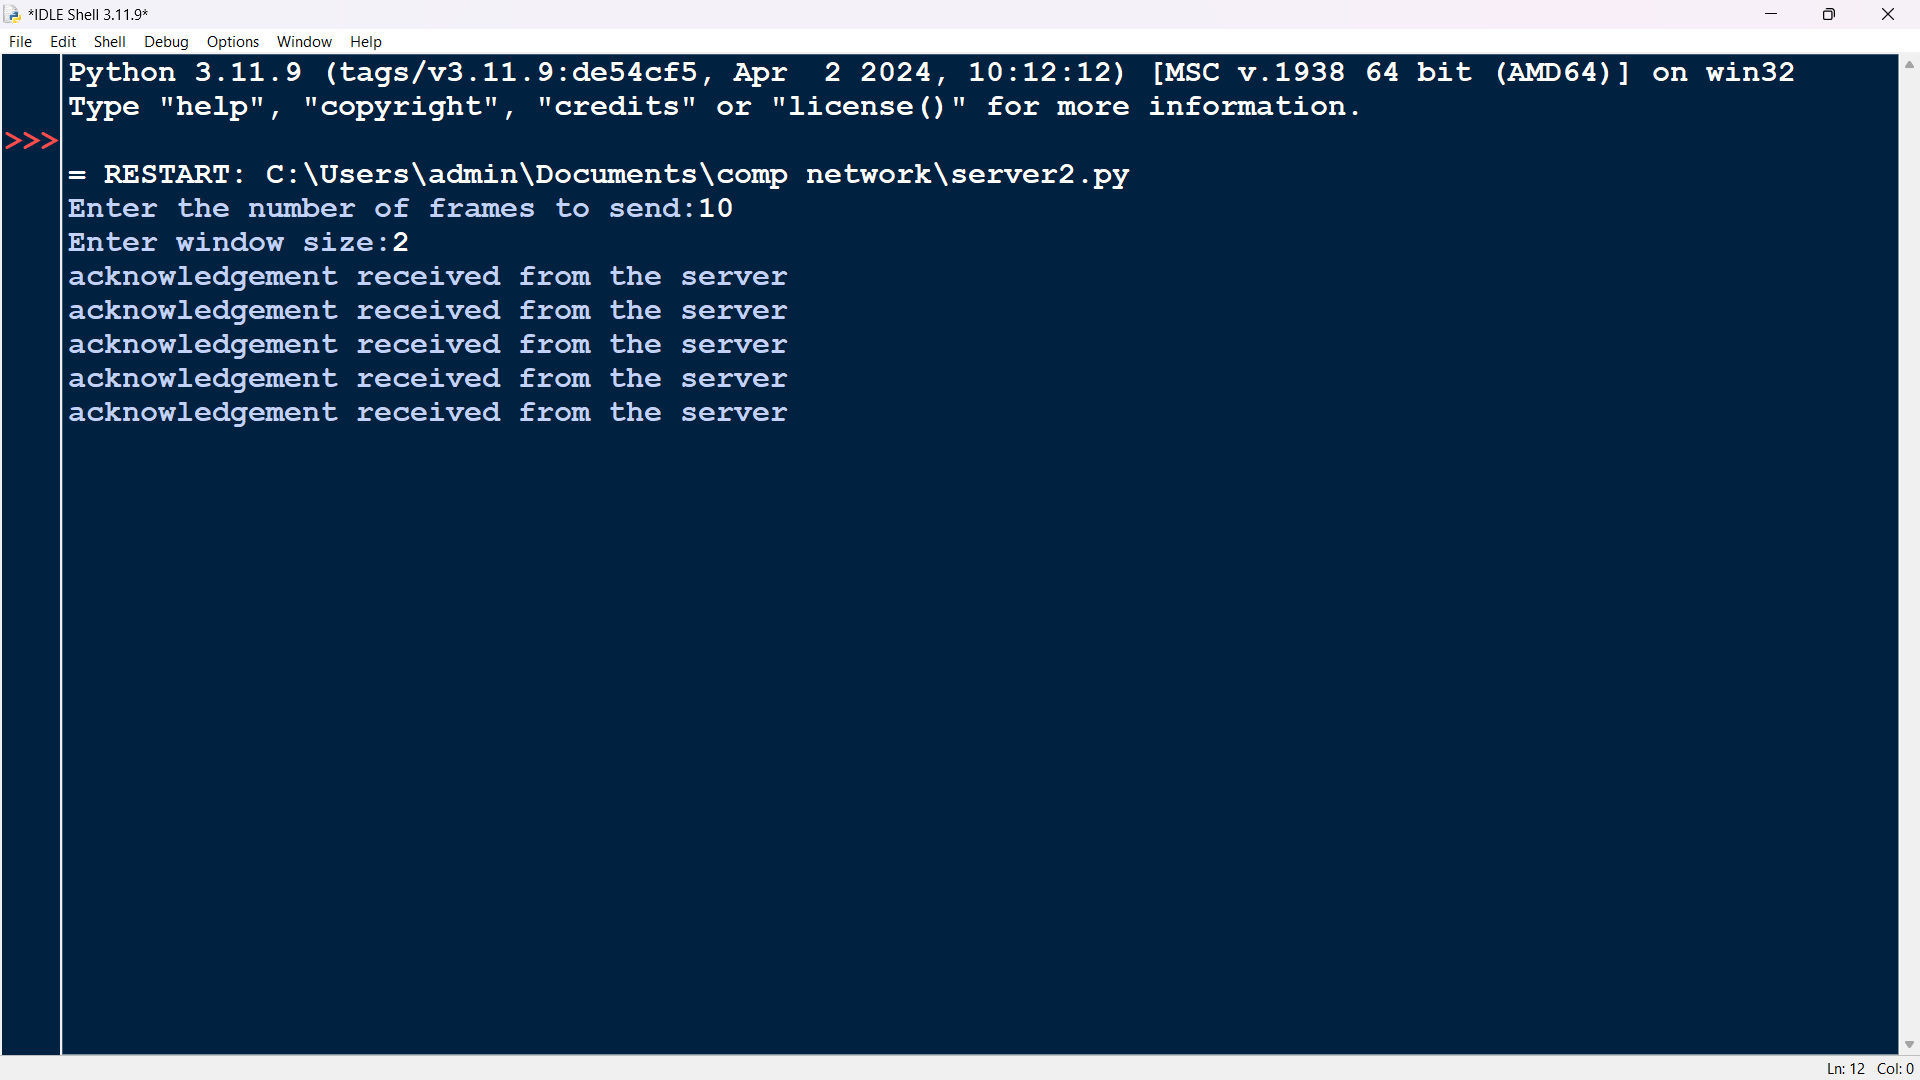 *IDLE Shell 3.11.9*
File Edit Shell Debug Options Window Help
Python 3.11.9 (tags/v3.11.9:de54cf5, Apr  2 2024, 10:12:12) [MSC v.1938 64 bit (AMD64)] on win32
Type "help", "copyright", "credits" or "license()" for more information.
>>>
= RESTART: C:\Users\admin\Documents\comp network\server2.py
Enter the number of frames to send:10
Enter window size:2
acknowledgement received from the server
acknowledgement received from the server
acknowledgement received from the server
acknowledgement received from the server
acknowledgement received from the server
Ln: 12 Col: 0